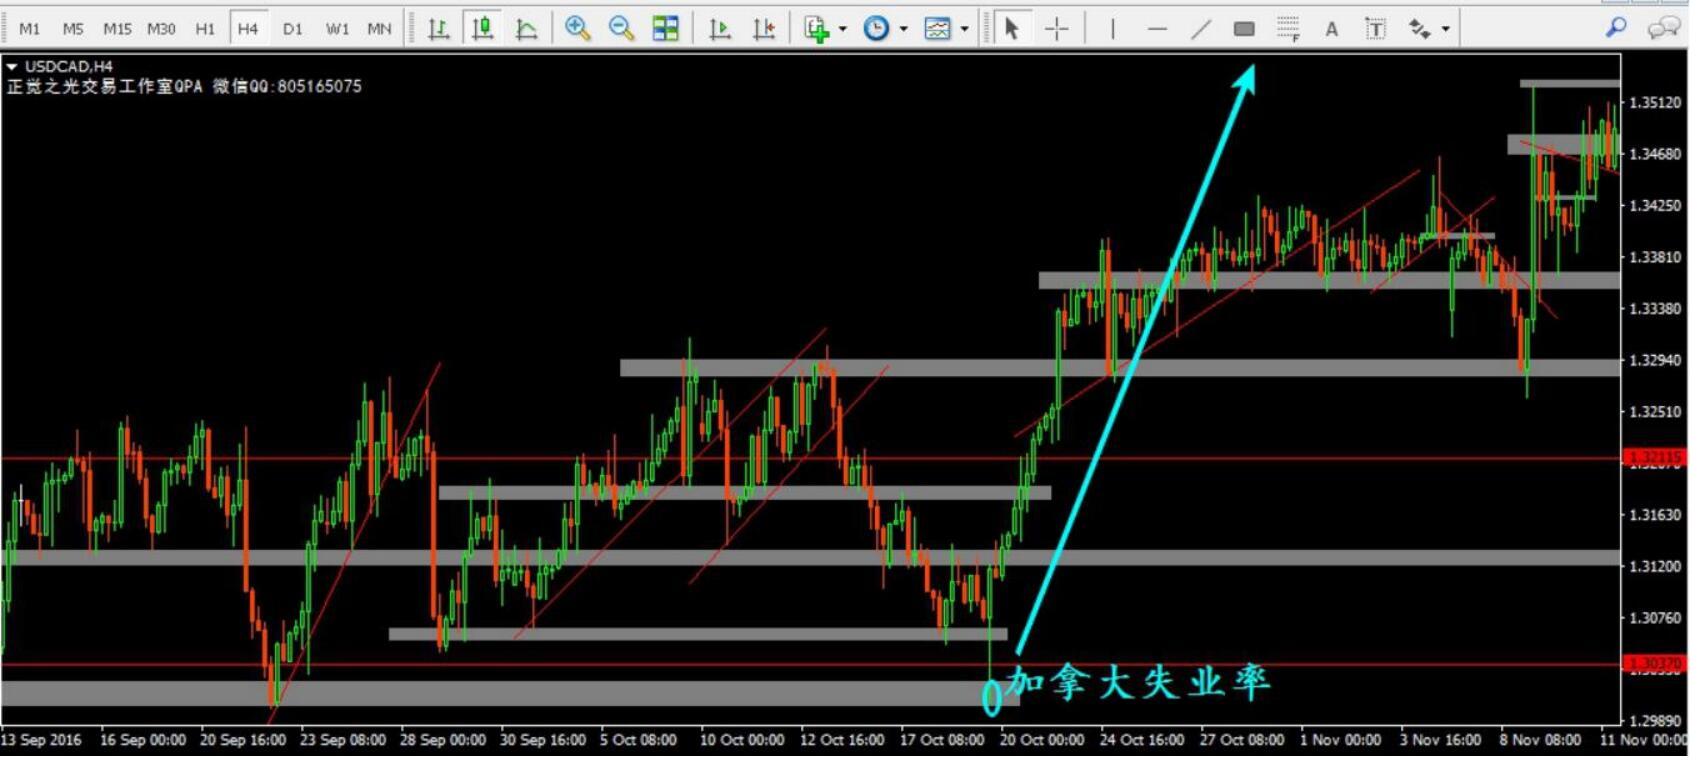 M1 M5 M15 M30 H1 H4 D1 W1 MN F A T
USDCAD,H4
正觉之光交易工作室QPA 微信QQ:805165075
1.35120
1.34680
1.34250
1.33810
1.33380
1.32940
1.32510
1.32115
1.31630
1.31200
1.30760
1.30370
1.29890
加拿大失业率
13 Sep 2016 16 Sep 00:00 20 Sep 16:00 23 Sep 08:00 28 Sep 00:00 30 Sep 16:00 5 Oct 08:00 10 Oct 00:00 12 Oct 16:00 17 Oct 08:00 20 Oct 00:00 24 Oct 16:00 27 Oct 08:00 1 Nov 00:00 3 Nov 16:00 8 Nov 08:00 11 Nov 00:00